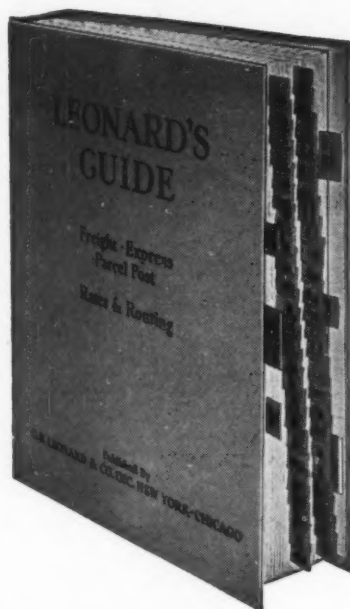 LEONARD'S
GUIDE
Freight - Express
Parcel Post
Rates & Routing
Published By
G.R. LEONARD & CO. INC. NEW YORK - CHICAGO